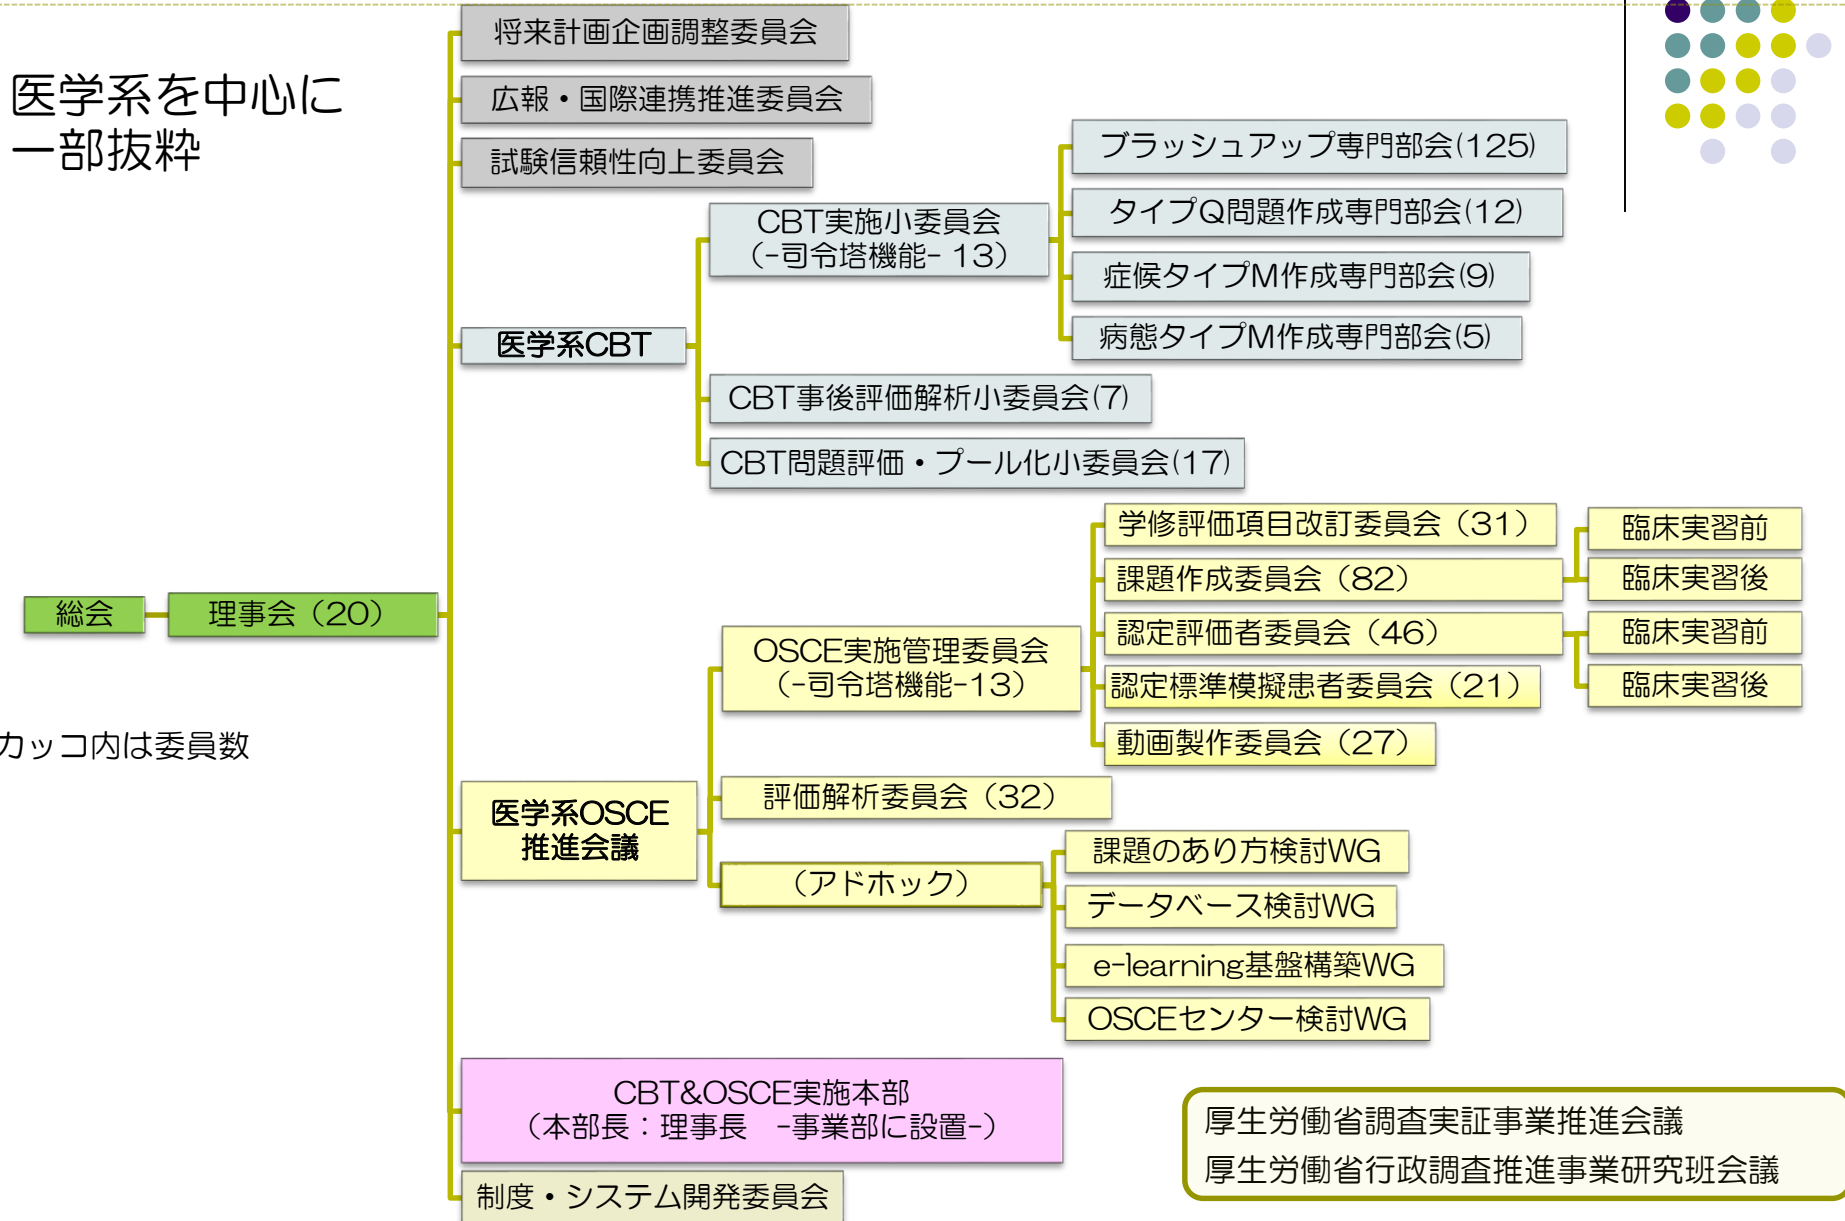 医学系を中心に
一部抜粋
将来計画企画調整委員会
広報・国際連携推進委員会
試験信頼性向上委員会
医学系CBT
CBT実施小委員会
（-司令塔機能- 13）
ブラッシュアップ専門部会(125)
タイプQ問題作成専門部会(12)
症候タイプM作成専門部会(9)
病態タイプM作成専門部会(5)
CBT事後評価解析小委員会(7)
CBT問題評価・プール化小委員会(17)
総会
理事会（20）
カッコ内は委員数
医学系OSCE
推進会議
OSCE実施管理委員会
（-司令塔機能-13）
学修評価項目改訂委員会（31）
課題作成委員会（82）
臨床実習前
臨床実習後
認定評価者委員会（46）
臨床実習前
臨床実習後
認定標準模擬患者委員会（21）
動画製作委員会（27）
評価解析委員会（32）
（アドホック）
課題のあり方検討WG
データベース検討WG
e-learning基盤構築WG
OSCEセンター検討WG
CBT&OSCE実施本部
（本部長：理事長　-事業部に設置-）
制度・システム開発委員会
厚生労働省調査実証事業推進会議
厚生労働省行政調査推進事業研究班会議